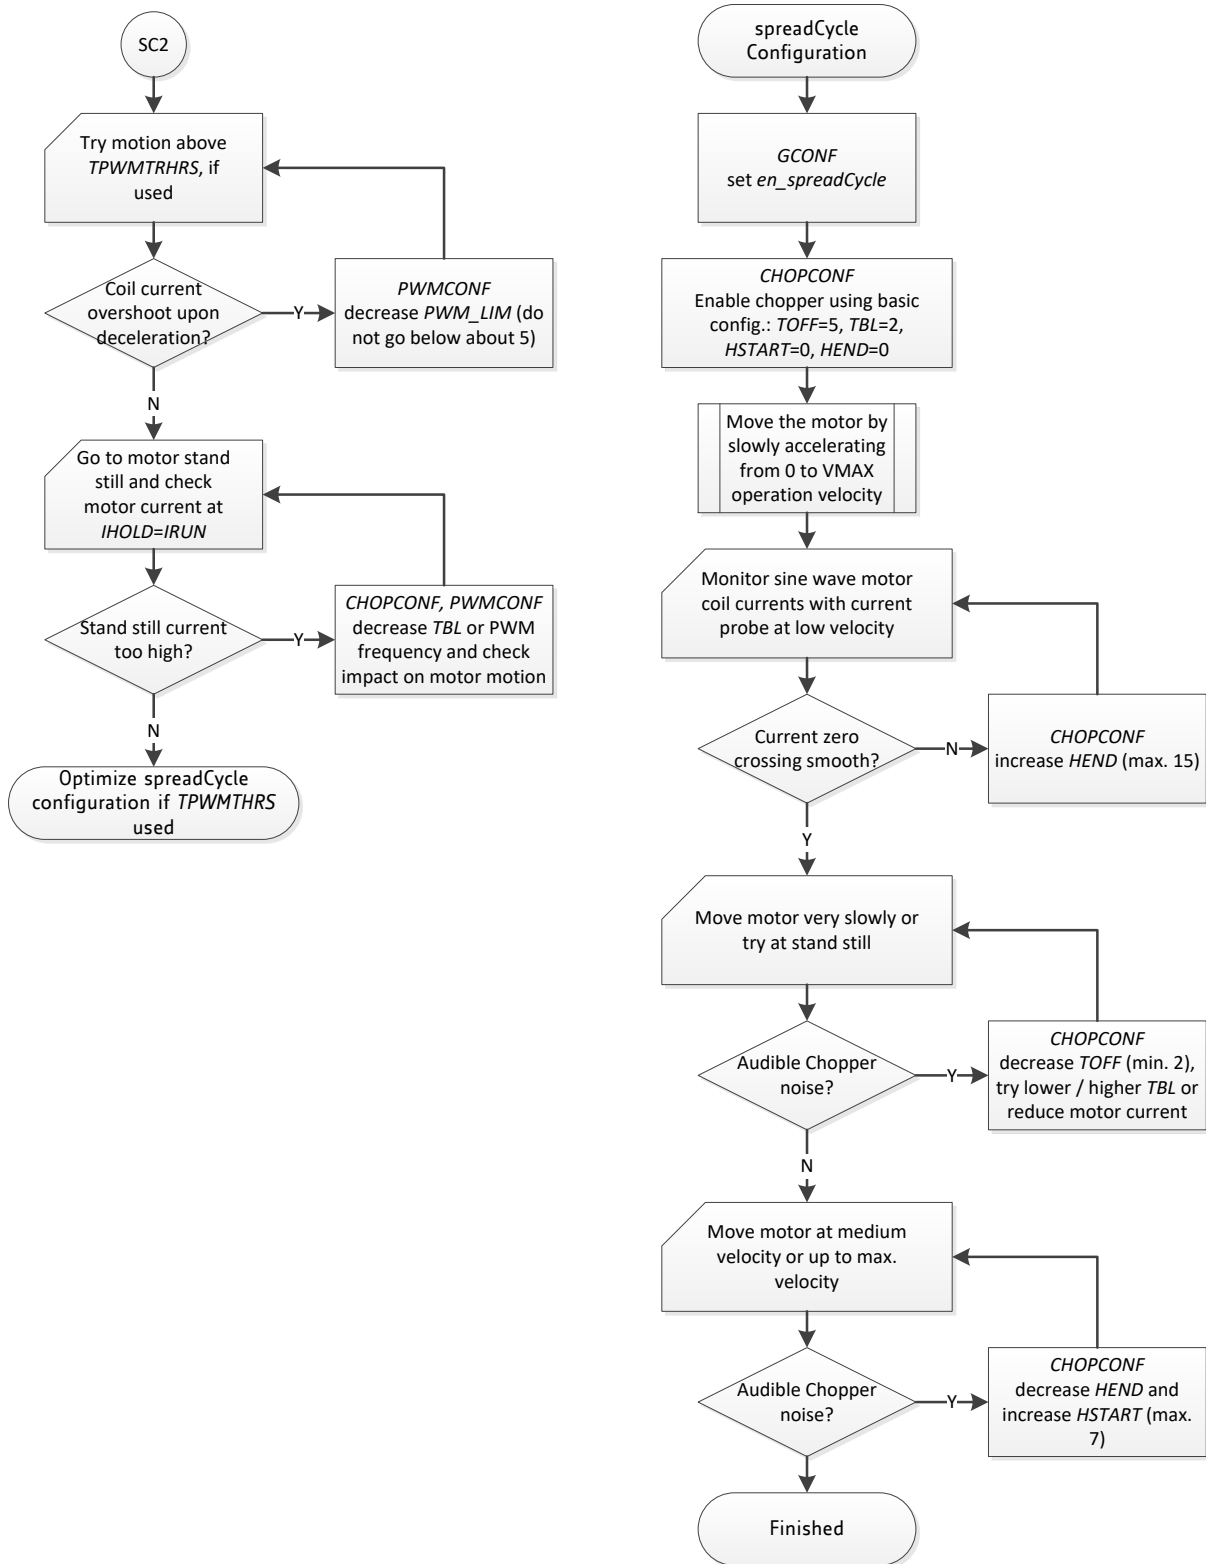 SC2
Try motion above
TPWMTRHRS, if
used
Coil current
overshoot upon
deceleration?
Y
PWMCONF
decrease PWM_LIM (do
not go below about 5)
N
Go to motor stand
still and check
motor current at
IHOLD=IRUN
Stand still current
too high?
Y
CHOPCONF, PWMCONF
decrease TBL or PWM
frequency and check
impact on motor motion
N
Optimize spreadCycle
configuration if TPWMTHRS
used
spreadCycle
Configuration
GCONF
set en_spreadCycle
CHOPCONF
Enable chopper using basic
config.: TOFF=5, TBL=2,
HSTART=0, HEND=0
Move the motor by
slowly accelerating
from 0 to VMAX
operation velocity
Monitor sine wave motor
coil currents with current
probe at low velocity
Current zero
crossing smooth?
N
CHOPCONF
increase HEND (max. 15)
Y
Move motor very slowly or
try at stand still
Audible Chopper
noise?
Y
CHOPCONF
decrease TOFF (min. 2),
try lower / higher TBL or
reduce motor current
N
Move motor at medium
velocity or up to max.
velocity
Audible Chopper
noise?
Y
CHOPCONF
decrease HEND and
increase HSTART (max.
7)
Finished